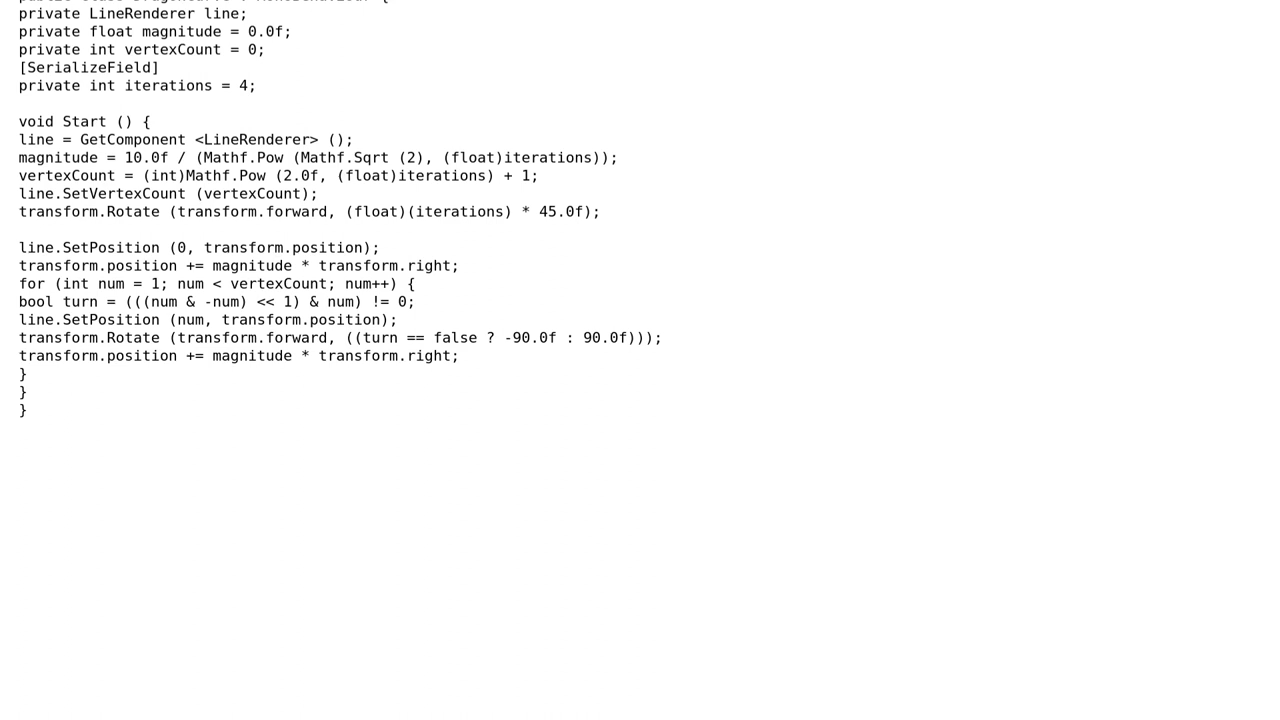 private LineRenderer line;
private float magnitude = 0.0f;
private int vertexCount = 0;
[SerializeField]
private int iterations = 4;

void Start () {
line = GetComponent <LineRenderer> ();
magnitude = 10.0f / (Mathf.Pow (Mathf.Sqrt (2), (float)iterations));
vertexCount = (int)Mathf.Pow (2.0f, (float)iterations) + 1;
line.SetVertexCount (vertexCount);
transform.Rotate (transform.forward, (float)(iterations) * 45.0f);

line.SetPosition (0, transform.position);
transform.position += magnitude * transform.right;
for (int num = 1; num < vertexCount; num++) {
bool turn = (((num & -num) << 1) & num) != 0;
line.SetPosition (num, transform.position);
transform.Rotate (transform.forward, ((turn == false ? -90.0f : 90.0f)));
transform.position += magnitude * transform.right;
}
}
}